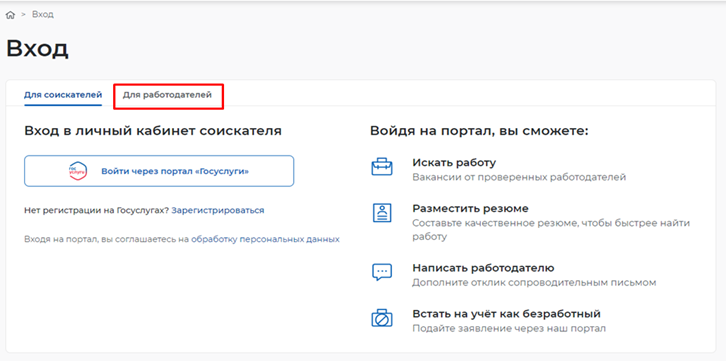 > Вход
Вход
Для соискателей
Для работодателей
Вход в личный кабинет соискателя
гос услуги
Войти через портал «Госуслуги»
Нет регистрации на Госуслугах? Зарегистрироваться
Входя на портал, вы соглашаетесь на обработку персональных данных
Войдя на портал, вы сможете:
Искать работу
Вакансии от проверенных работодателей
Разместить резюме
Составьте качественное резюме, чтобы быстрее найти
работу
Написать работодателю
Дополните отклик сопроводительным письмом
Встать на учёт как безработный
Подайте заявление через наш портал